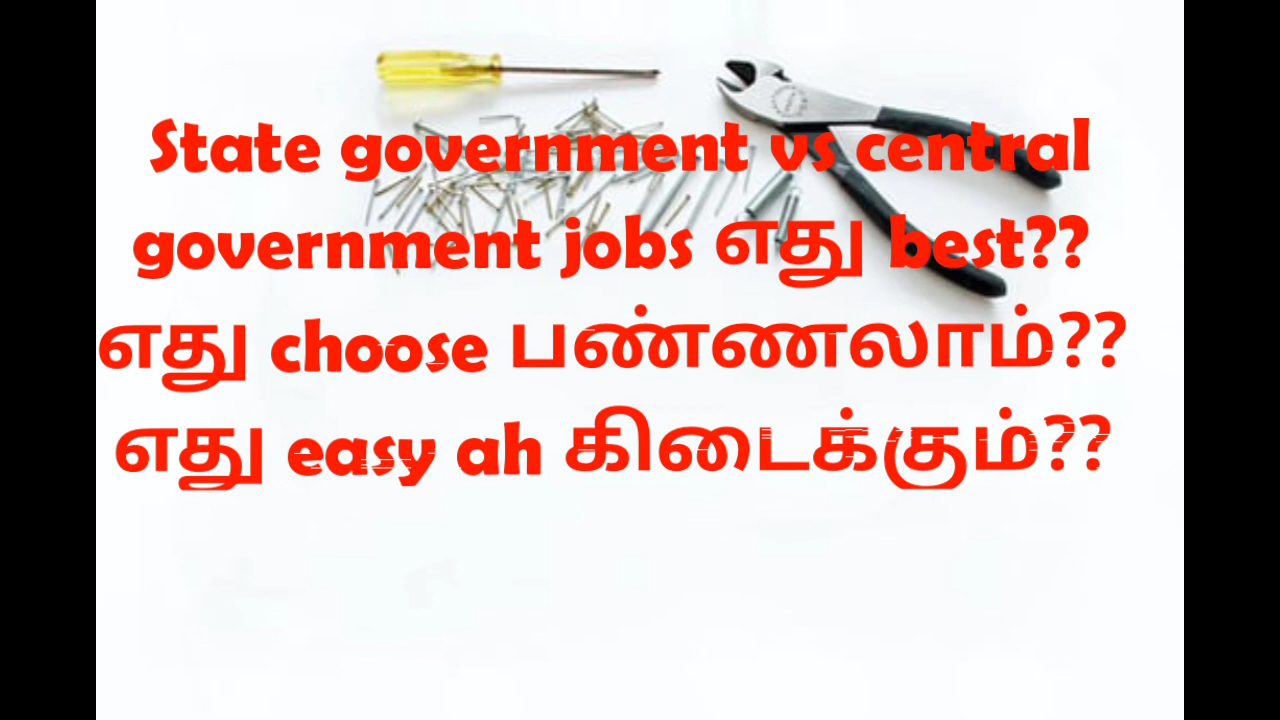 State government vs central
government jobs எது best??
எது choose பண்ணலாம்??
எது easy ah கிடைக்கும்??